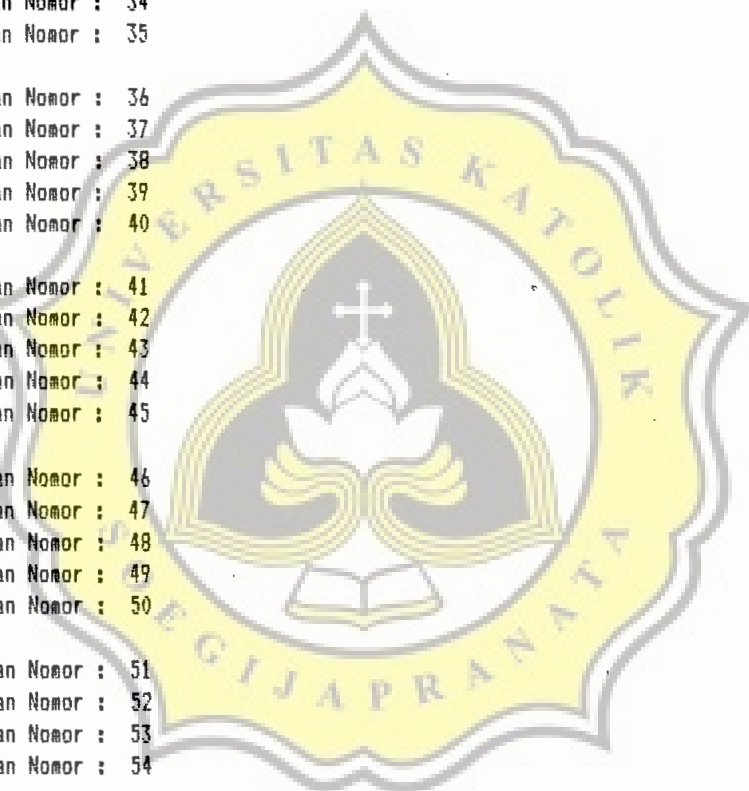 an Nomor : 34
an Nomor : 35
an Nomor : 36
an Nomor : 37
an Nomor : 38
an Nomor : 39
an Nomor : 40
an Nomor : 41
an Nomor : 42
an Nomor : 43
an Nomor : 44
an Nomor : 45
an Nomor : 46
an Nomor : 47
an Nomor : 48
an Nomor : 49
an Nomor : 50
an Nomor : 51
an Nomor : 52
an Nomor : 53
an Nomor : 54
UNIVERSITAS KATOLIK
SOEGIJAPRANATA